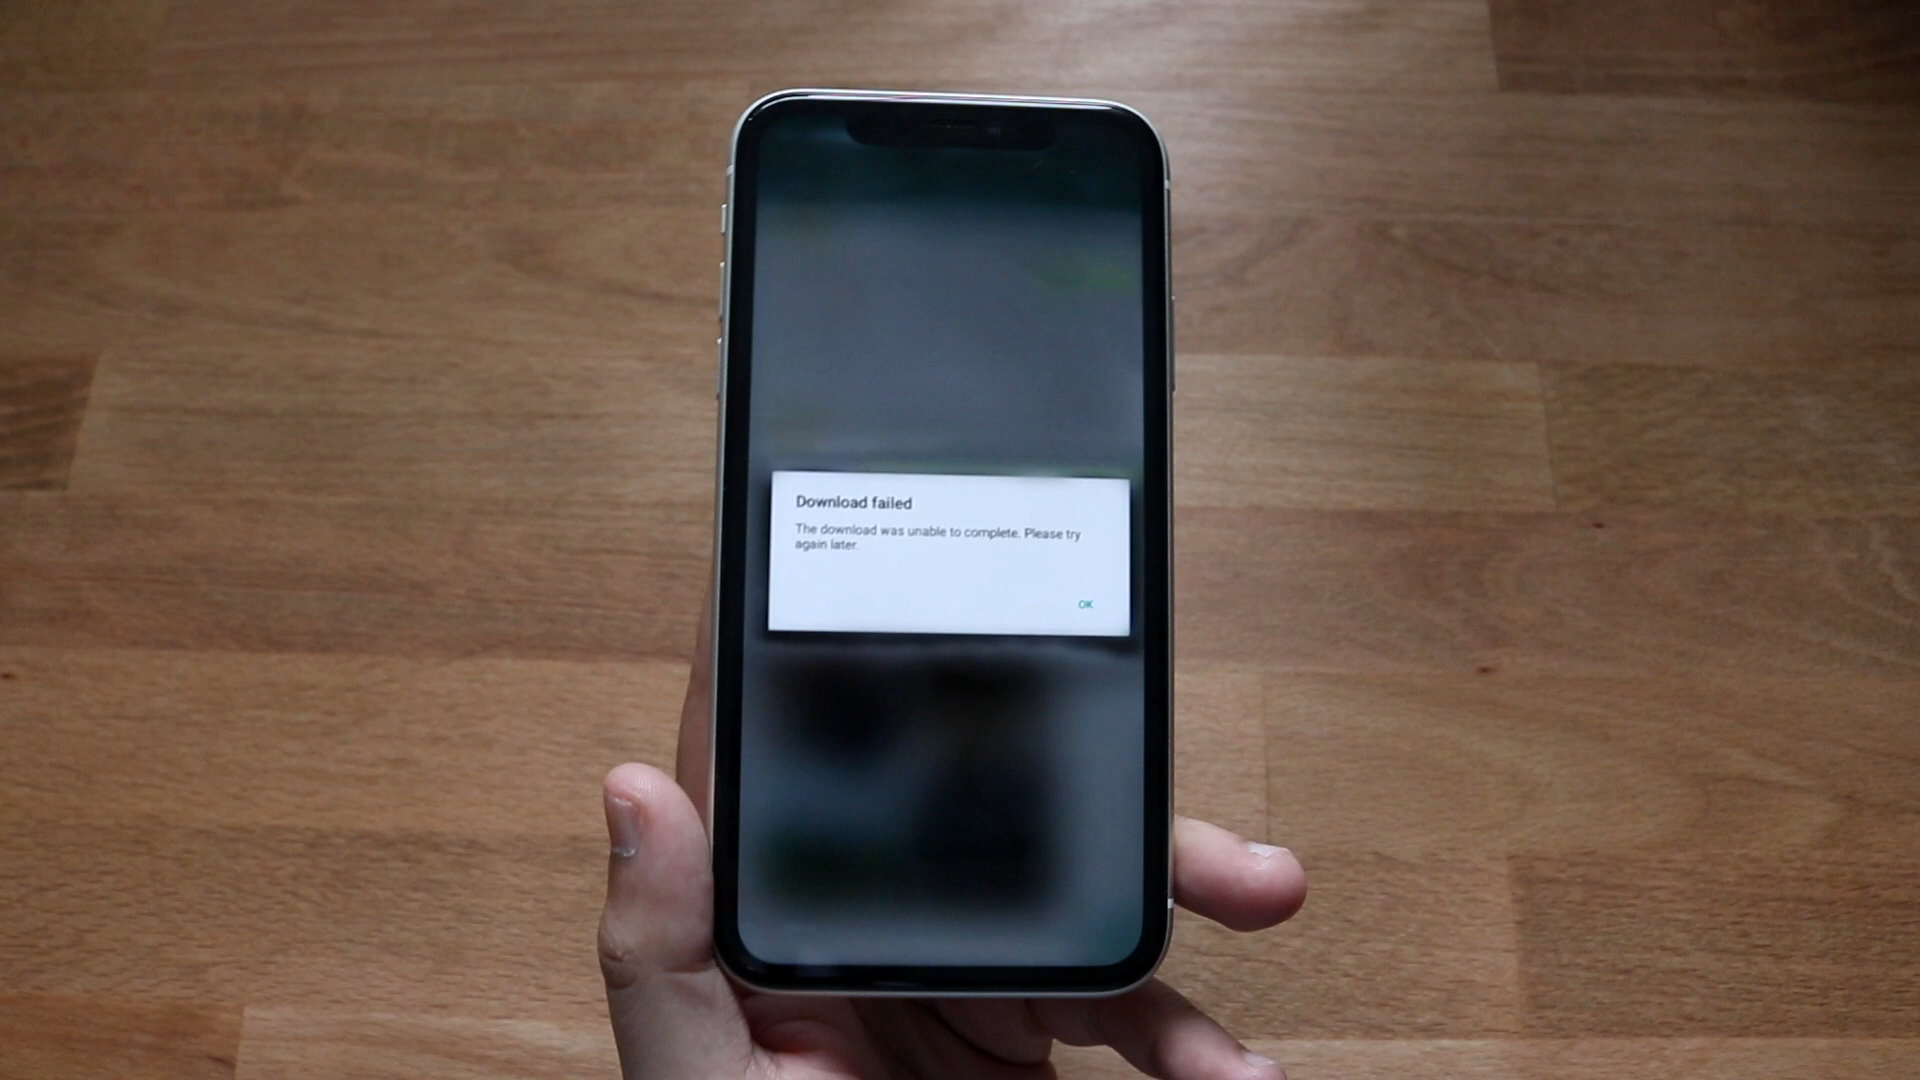 Download failed
The download was unable to complete. Please try
again later.
OK